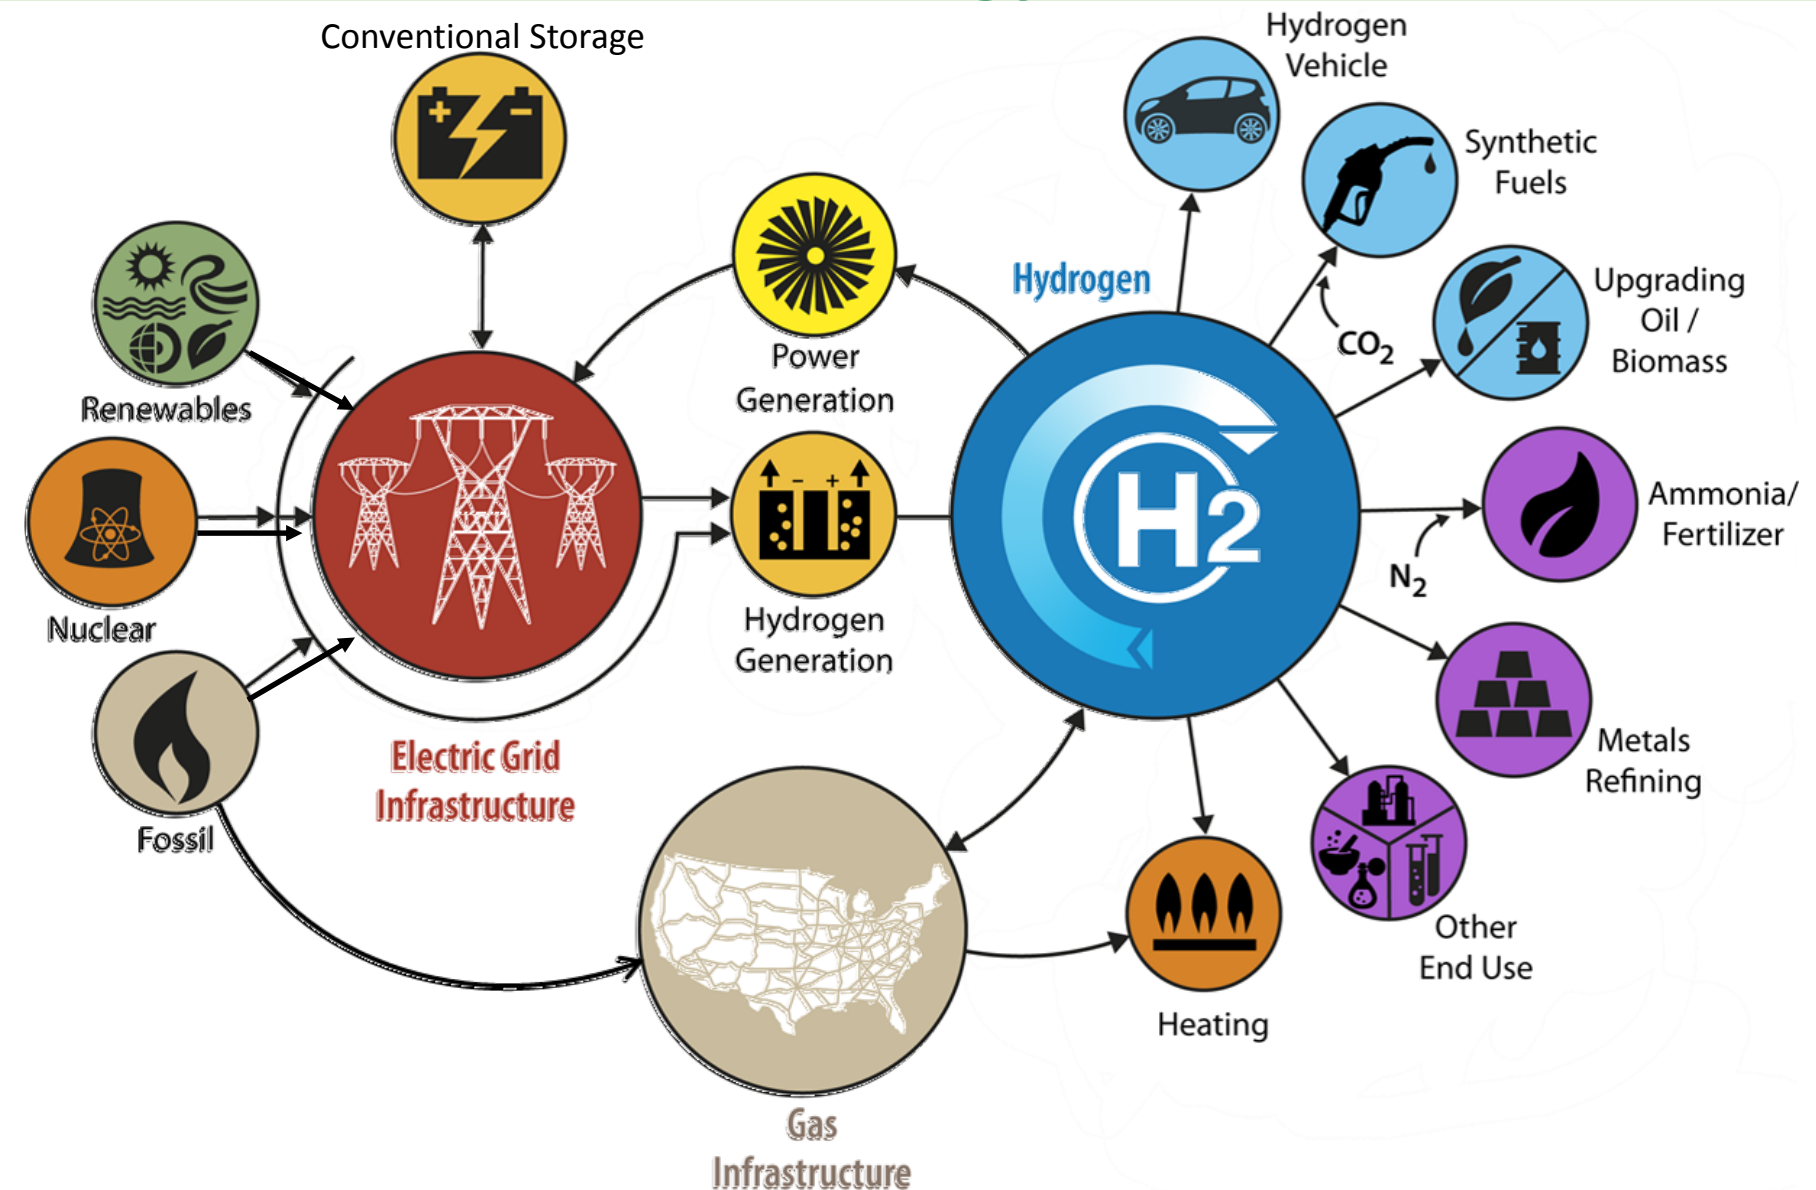 Conventional Storage
Hydrogen
Vehicle
Synthetic
Fuels
Upgrading
Oil /
Biomass
CO2
Hydrogen
Renewables
Power
Generation
+ -
- +
H2
Ammonia/
Fertilizer
N2
Nuclear
Hydrogen
Generation
Metals
Refining
Electric Grid
Infrastructure
Fossil
Other
End Use
Heating
Gas
Infrastructure